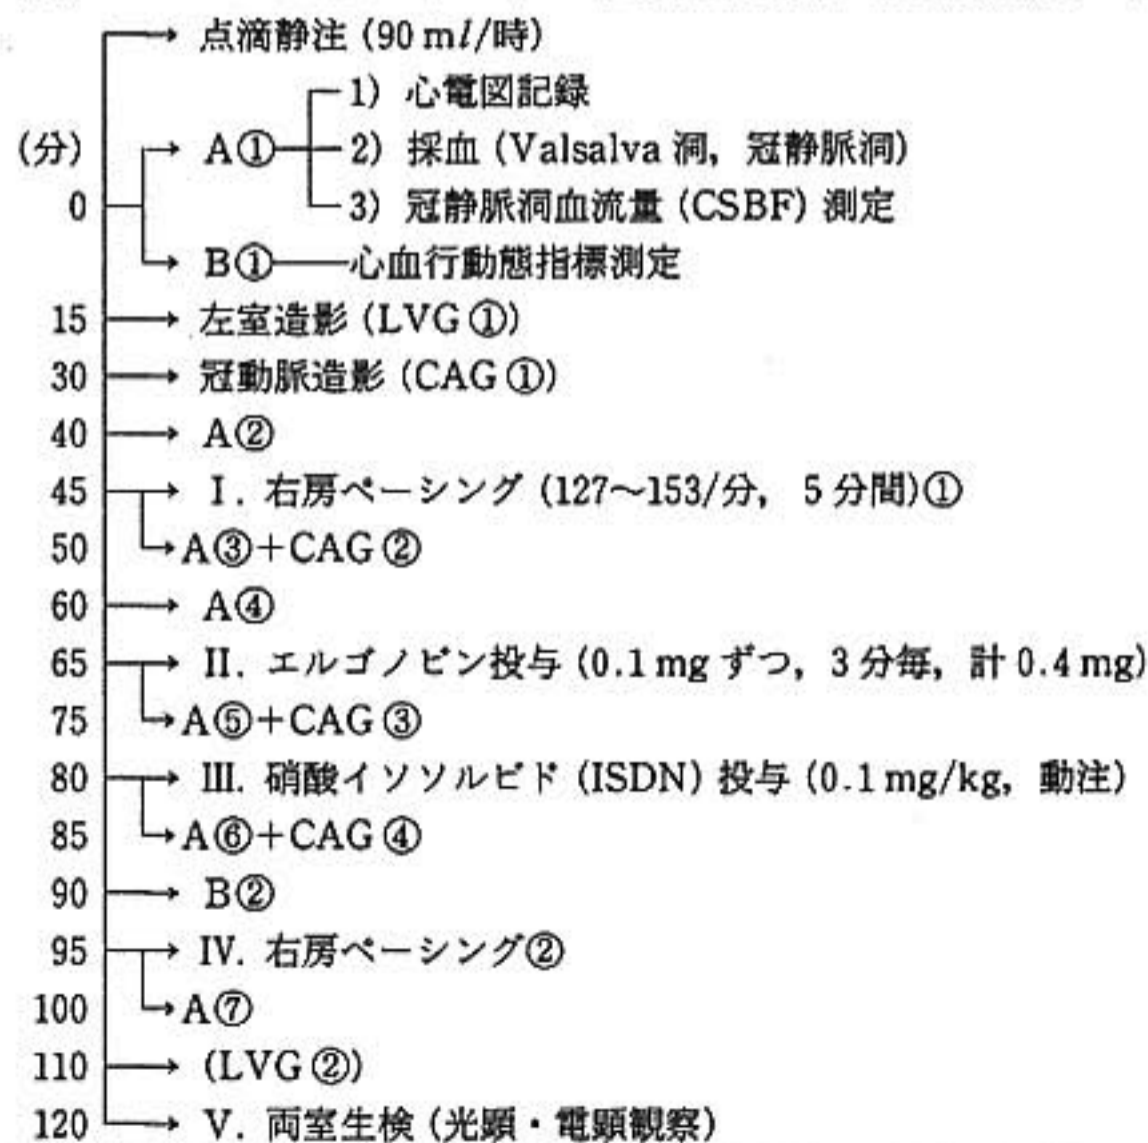 点滴静注 (90 ml/時)
1) 心電図記録
(分) A① 2) 採血 (Valsalva 洞, 冠静脈洞)
0 3) 冠静脈洞血流量 (CSBF) 測定
B① 心血行動態指標測定
15 左室造影 (LVG ①)
30 冠動脈造影 (CAG ①)
40 A②
45 I. 右房ペーシング (127〜153/分, 5 分間)①
50 A③+CAG ②
60 A④
65 II. エルゴノビン投与 (0.1 mg ずつ, 3 分毎, 計 0.4 mg)
75 A⑤+CAG ③
80 III. 硝酸イソソルビド (ISDN) 投与 (0.1 mg/kg, 動注)
85 A⑥+CAG ④
90 B②
95 IV. 右房ペーシング②
100 A⑦
110 (LVG ②)
120 V. 両室生検 (光顕・電顕観察)